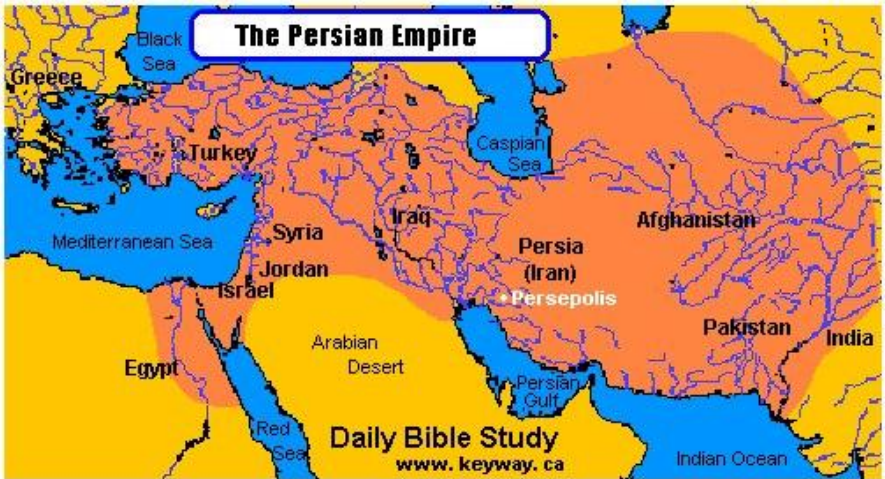 The Persian Empire
Black
Sea
Greece
Turkey
Caspian
Sea
Mediterranean Sea
Syria
Iraq
Jordan
Israel
Persia
(Iran)
Persepolis
Afghanistan
Pakistan
India
Egypt
Arabian
Desert
Persian
Gulf
Red
Sea
Daily Bible Study
www.keyway.ca
Indian Ocean